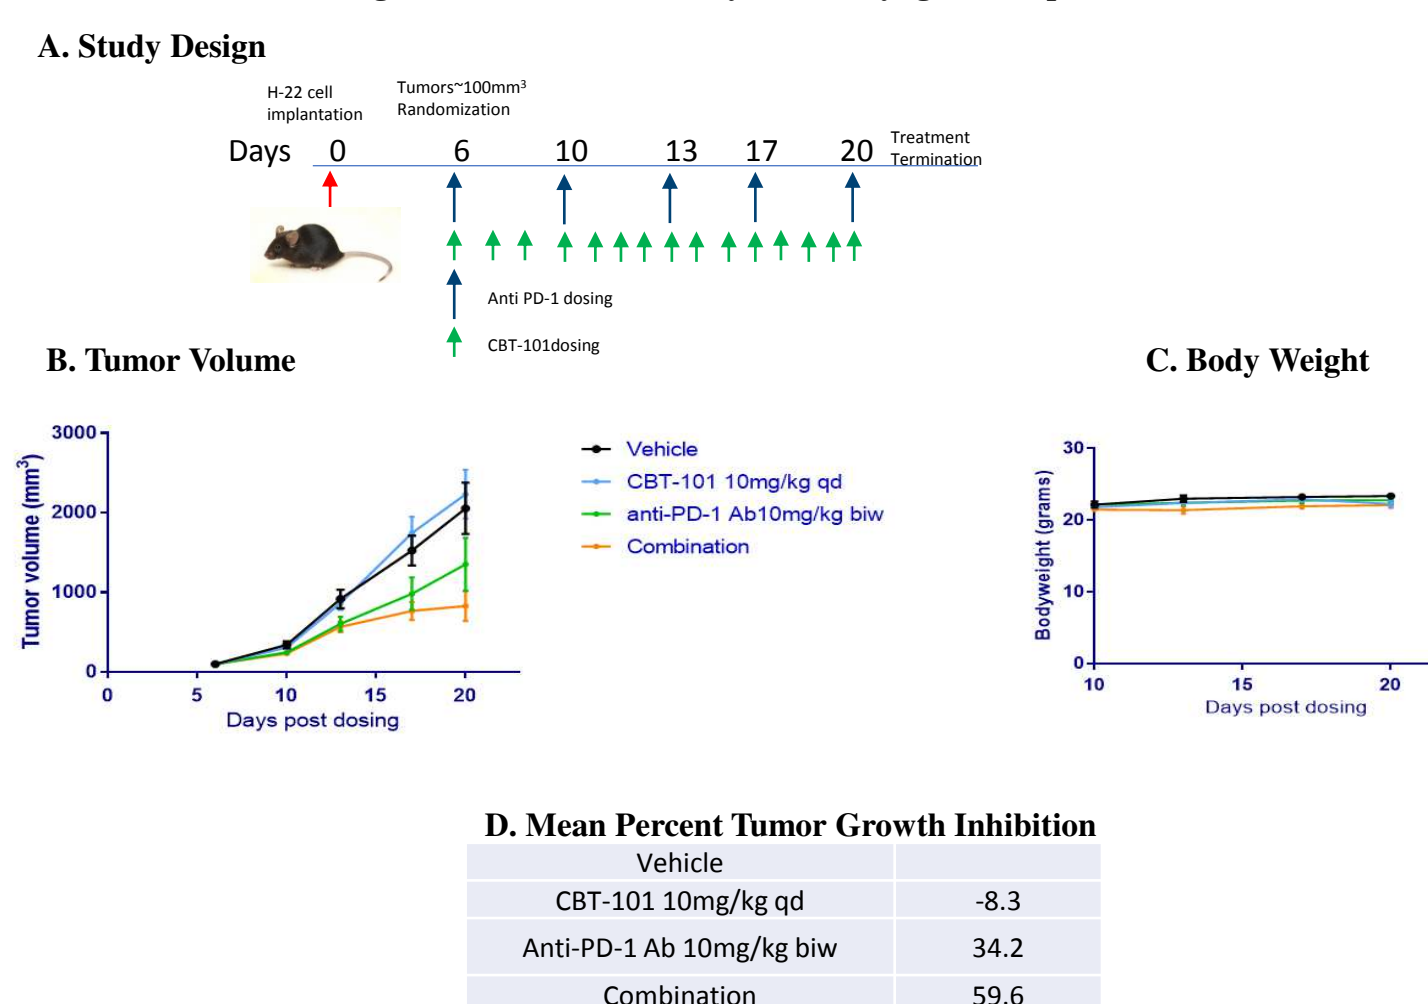 A. Study Design
H-22 cell
implantation
Tumors~100mm³
Randomization
Days 0 6 10 13 17 20
Treatment
Termination
Anti PD-1 dosing
CBT-101dosing
B. Tumor Volume
C. Body Weight
3000
2000
1000
0
Tumor volume (mm³)
0 5 10 15 20
Days post dosing
Vehicle
CBT-101 10mg/kg qd
anti-PD-1 Ab10mg/kg biw
Combination
30
20
10
0
Bodyweight (grams)
10 15 20
Days post dosing
D. Mean Percent Tumor Growth Inhibition
Vehicle
CBT-101 10mg/kg qd -8.3
Anti-PD-1 Ab 10mg/kg biw 34.2
Combination 59.6